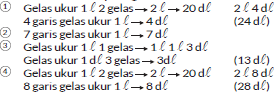 ① Gelas ukur 1 ℓ 2 gelas → 2 ℓ → 20 dℓ 2 ℓ 4 dℓ
4 garis gelas ukur 1 ℓ → 4 dℓ (24 dℓ)
② 7 garis gelas ukur 1 ℓ → 7 dℓ
③ Gelas ukur 1 ℓ 1 gelas → 1 ℓ 1 ℓ 3 dℓ
Gelas ukur 1 dℓ 3 gelas → 3dℓ (13 dℓ)
④ Gelas ukur 1 ℓ 2 gelas → 2 ℓ → 20 dℓ 2 ℓ 8 dℓ
8 garis gelas ukur 1 ℓ → 8 dℓ (28 dℓ)